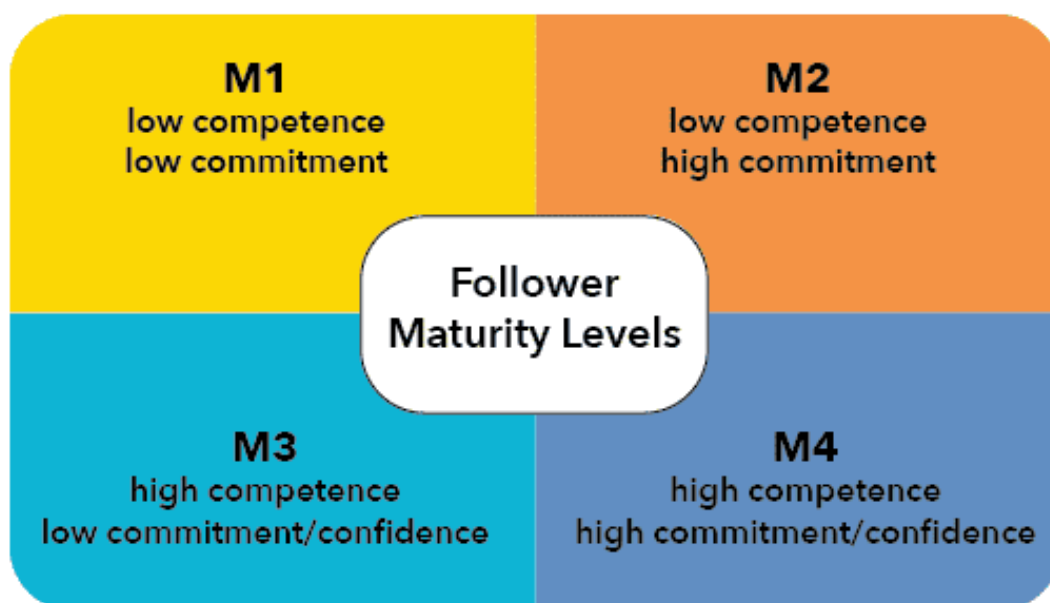 M1
low competence
low commitment
M2
low competence
high commitment
Follower
Maturity Levels
M3
high competence
low commitment/confidence
M4
high competence
high commitment/confidence